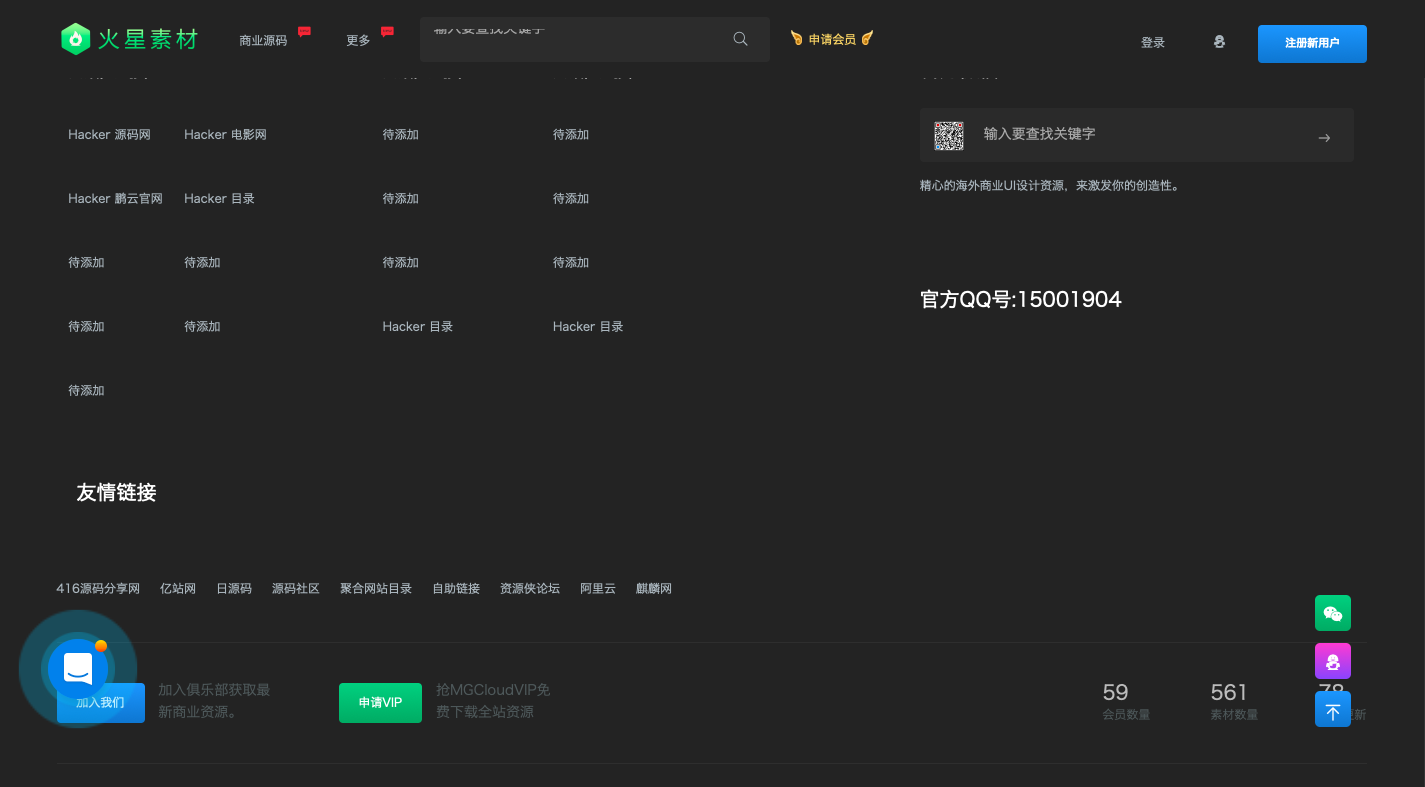 火星素材
商业源码
更多
输入要查找关键字
申请会员
登录
注册新用户
Hacker 源码网
Hacker 电影网
待添加
待添加
输入要查找关键字
精心的海外商业UI设计资源，来激发你的创造性。
Hacker 鹏云官网
Hacker 目录
待添加
待添加
待添加
待添加
待添加
待添加
官方QQ号:15001904
待添加
待添加
Hacker 目录
Hacker 目录
待添加
友情链接
416源码分享网
亿站网
日源码
源码社区
聚合网站目录
自助链接
资源侠论坛
阿里云
麒麟网
加入我们
加入俱乐部获取最
新商业资源。
申请VIP
抢MGCloudVIP免
费下载全站资源
59
会员数量
561
素材数量
78
更新